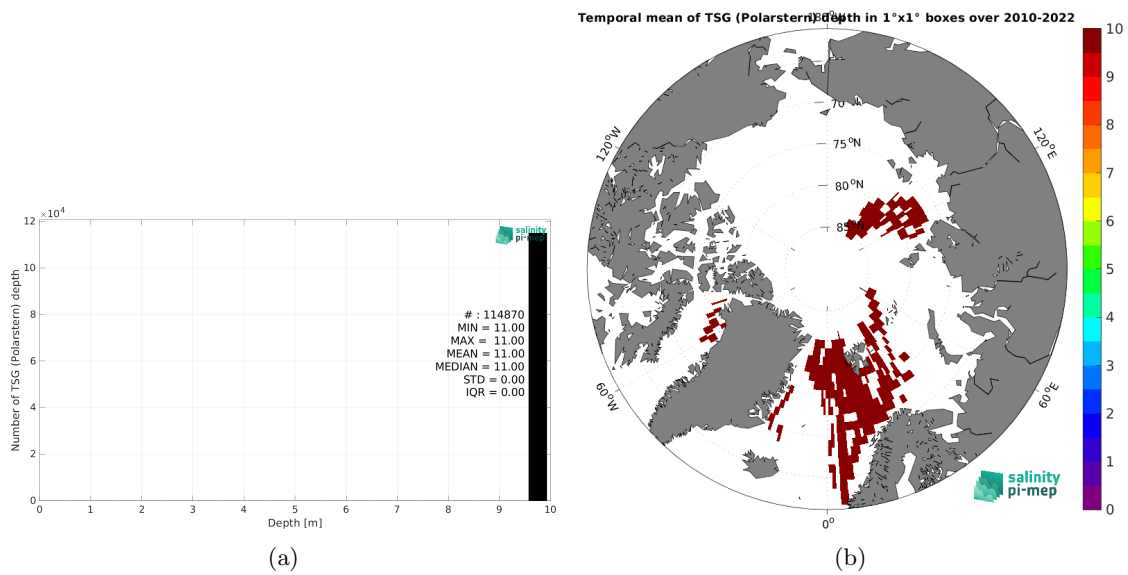 ×10⁴
12
10
8
6
4
2
0
0 1 2 3 4 5 6 7 8 9 10
Number of TSG (Polarstern) depth
Depth [m]
salinity
pi-mep
# : 114870
MIN = 11.00
MAX = 11.00
MEAN = 11.00
MEDIAN = 11.00
STD = 0.00
IQR = 0.00
(a)
Temporal mean of TSG (Polarstern) depth in 1°x1° boxes over 2010-2022
180°W
120°W
120°E
70°N
75°N
80°N
85°N
60°W
60°E
0°
10
9
8
7
6
5
4
3
2
1
0
salinity
pi-mep
(b)